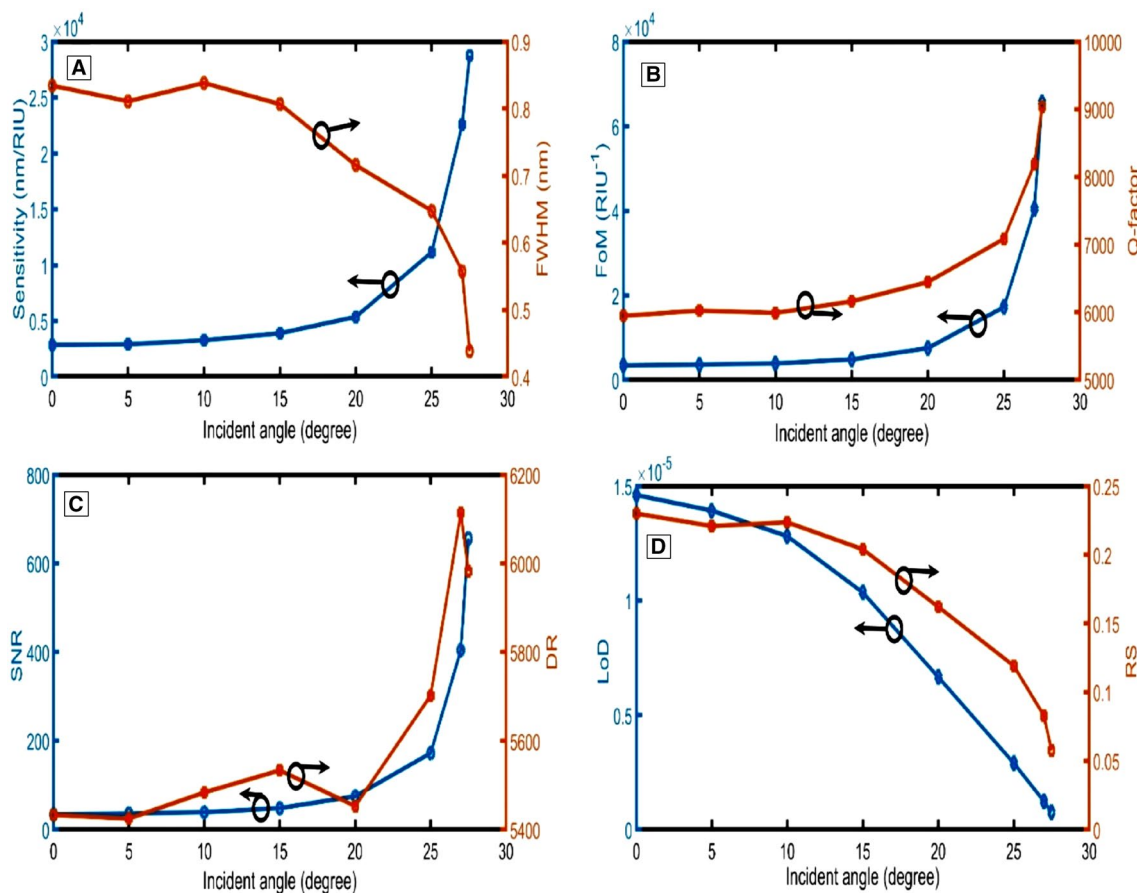 ×10⁴
A
3
2.5
2
1.5
1
0.5
0
Sensitivity (nm/RIU)
0.9
0.8
0.7
0.6
0.5
0.4
FWHM (nm)
0 5 10 15 20 25 30
Incident angle (degree)
×10⁴
B
8
6
4
2
0
FoM (RIU⁻¹)
10000
9000
8000
7000
6000
5000
Q-factor
0 5 10 15 20 25 30
Incident angle (degree)
C
800
600
400
200
0
SNR
6200
6000
5800
5600
5400
DR
0 5 10 15 20 25 30
Incident angle (degree)
×10⁻⁵
D
1.5
1
0.5
0
LoD
0.25
0.2
0.15
0.1
0.05
0
RS
0 5 10 15 20 25 30
Incident angle (degree)